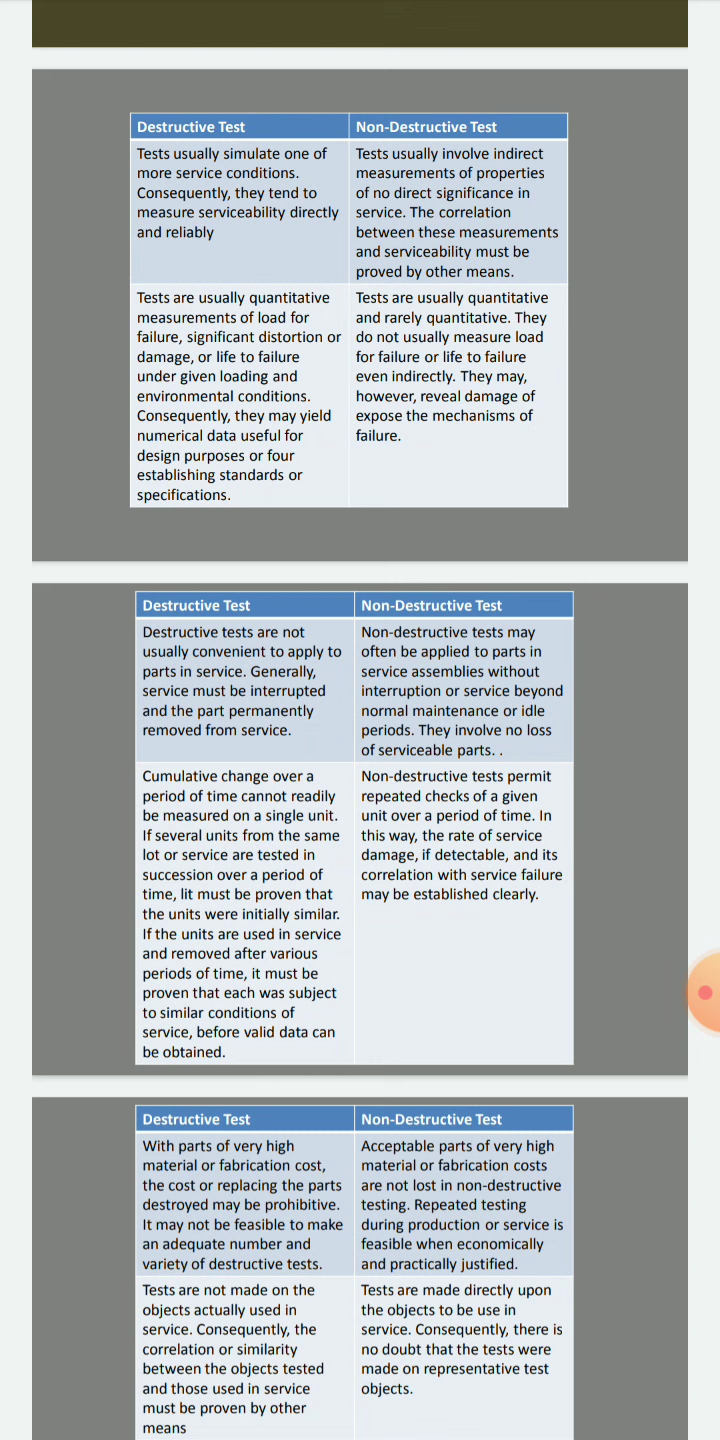 Destructive Test
Non-Destructive Test
Tests usually simulate one of
more service conditions.
Consequently, they tend to
measure serviceability directly
and reliably
Tests usually involve indirect
measurements of properties
of no direct significance in
service. The correlation
between these measurements
and serviceability must be
proved by other means.
Tests are usually quantitative
measurements of load for
failure, significant distortion or
damage, or life to failure
under given loading and
environmental conditions.
Consequently, they may yield
numerical data useful for
design purposes or four
establishing standards or
specifications.
Tests are usually quantitative
and rarely quantitative. They
do not usually measure load
for failure or life to failure
even indirectly. They may,
however, reveal damage of
expose the mechanisms of
failure.
Destructive Test
Non-Destructive Test
Destructive tests are not
usually convenient to apply to
parts in service. Generally,
service must be interrupted
and the part permanently
removed from service.
Non-destructive tests may
often be applied to parts in
service assemblies without
interruption or service beyond
normal maintenance or idle
periods. They involve no loss
of serviceable parts. .
Cumulative change over a
period of time cannot readily
be measured on a single unit.
If several units from the same
lot or service are tested in
succession over a period of
time, lit must be proven that
the units were initially similar.
If the units are used in service
and removed after various
periods of time, it must be
proven that each was subject
to similar conditions of
service, before valid data can
be obtained.
Non-destructive tests permit
repeated checks of a given
unit over a period of time. In
this way, the rate of service
damage, if detectable, and its
correlation with service failure
may be established clearly.
Destructive Test
Non-Destructive Test
With parts of very high
material or fabrication cost,
the cost or replacing the parts
destroyed may be prohibitive.
It may not be feasible to make
an adequate number and
variety of destructive tests.
Acceptable parts of very high
material or fabrication costs
are not lost in non-destructive
testing. Repeated testing
during production or service is
feasible when economically
and practically justified.
Tests are not made on the
objects actually used in
service. Consequently, the
correlation or similarity
between the objects tested
and those used in service
must be proven by other
means
Tests are made directly upon
the objects to be use in
service. Consequently, there is
no doubt that the tests were
made on representative test
objects.